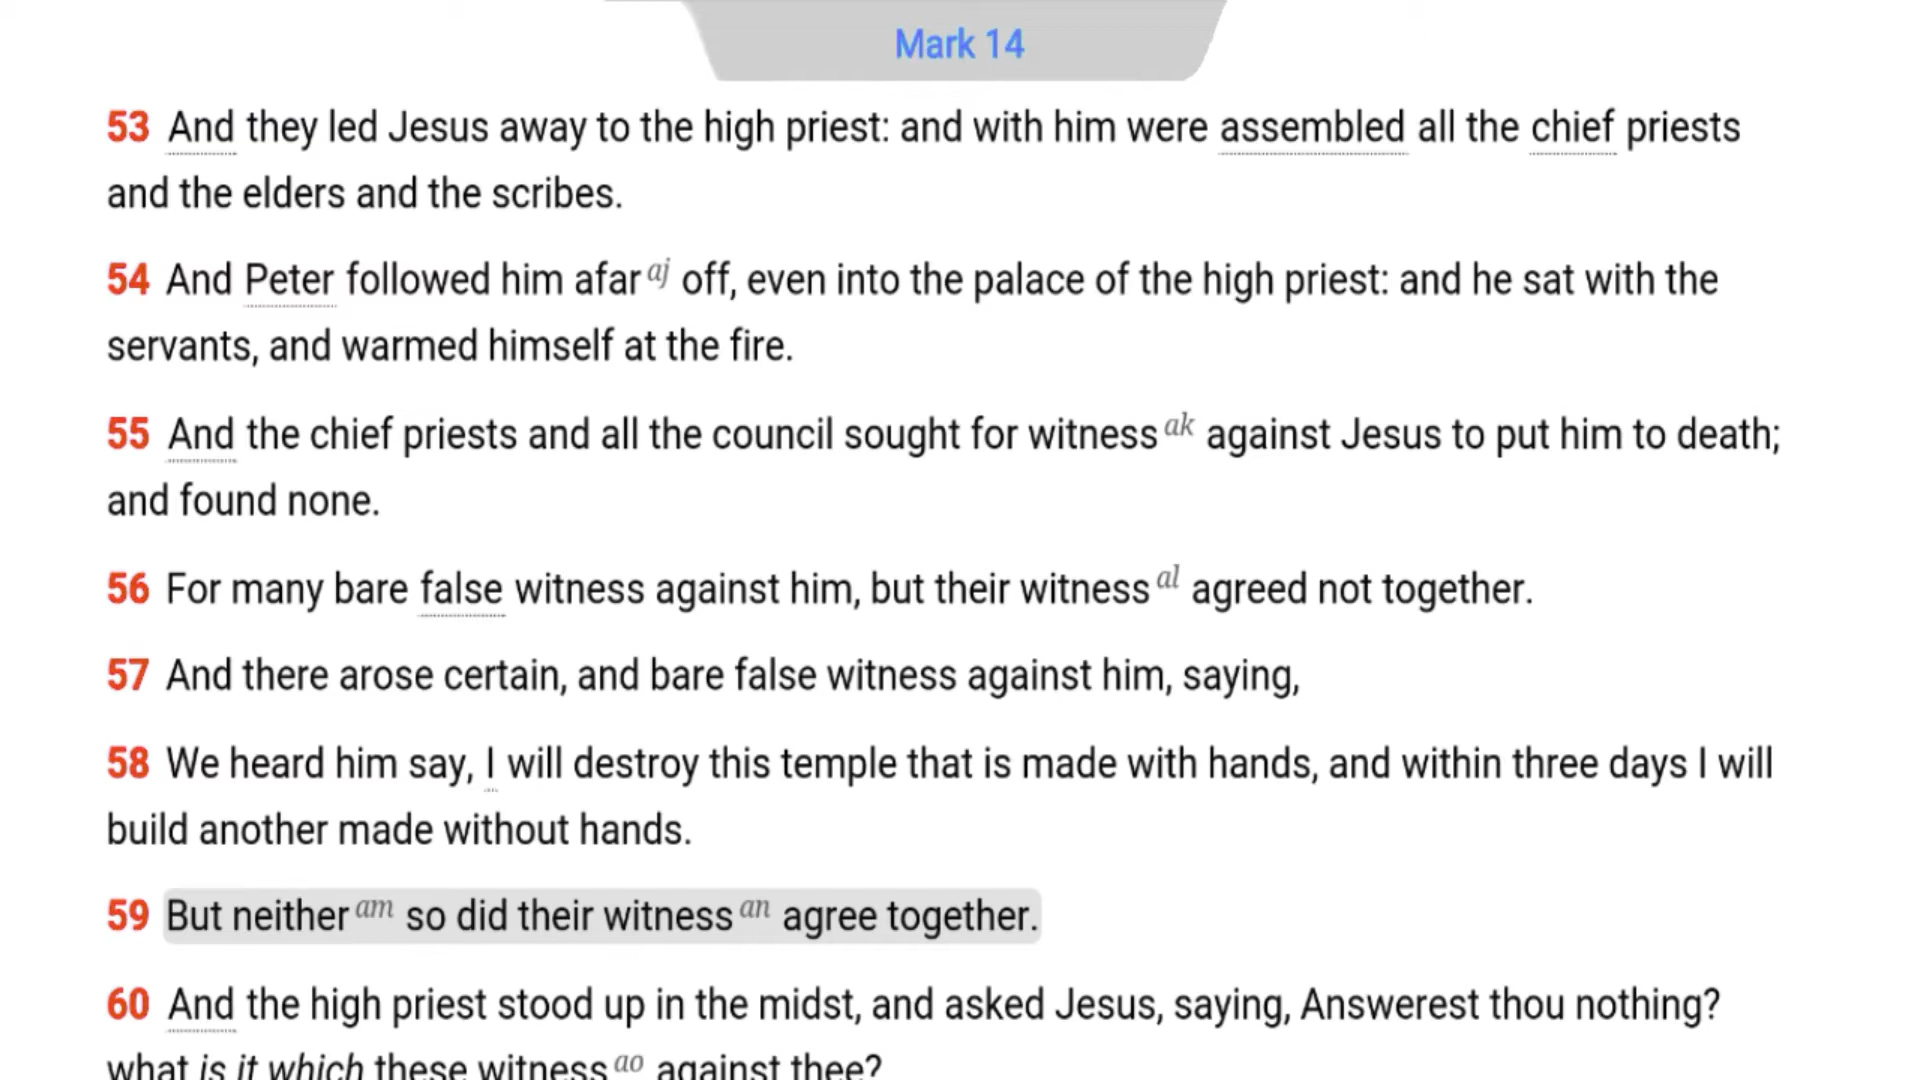 Mark 14
53 And they led Jesus away to the high priest: and with him were assembled all the chief priests
and the elders and the scribes.
54 And Peter followed him afar aj off, even into the palace of the high priest: and he sat with the
servants, and warmed himself at the fire.
55 And the chief priests and all the council sought for witness ak against Jesus to put him to death;
and found none.
56 For many bare false witness against him, but their witness al agreed not together.
57 And there arose certain, and bare false witness against him, saying,
58 We heard him say, I will destroy this temple that is made with hands, and within three days I will
build another made without hands.
59 But neither am so did their witness an agree together.
60 And the high priest stood up in the midst, and asked Jesus, saying, Answerest thou nothing?
what is it which these witness ao against thee?